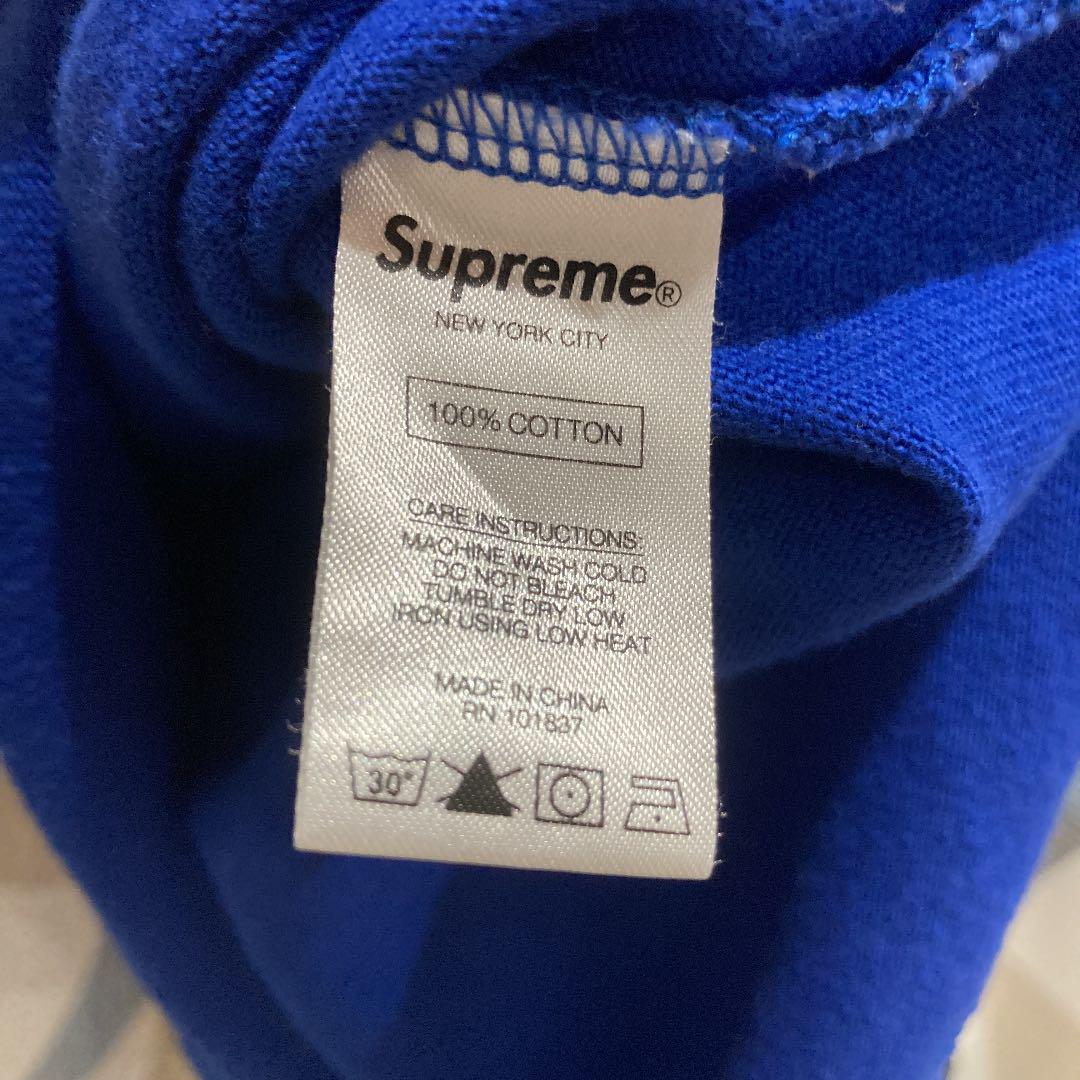 Supreme®
NEW YORK CITY
100% COTTON
CARE INSTRUCTIONS
MACHINE WASH COLD
DO NOT BLEACH
TUMBLE DRY, LOW
IRON USING LOW HEAT
MADE IN CHINA
RN 101837
30°